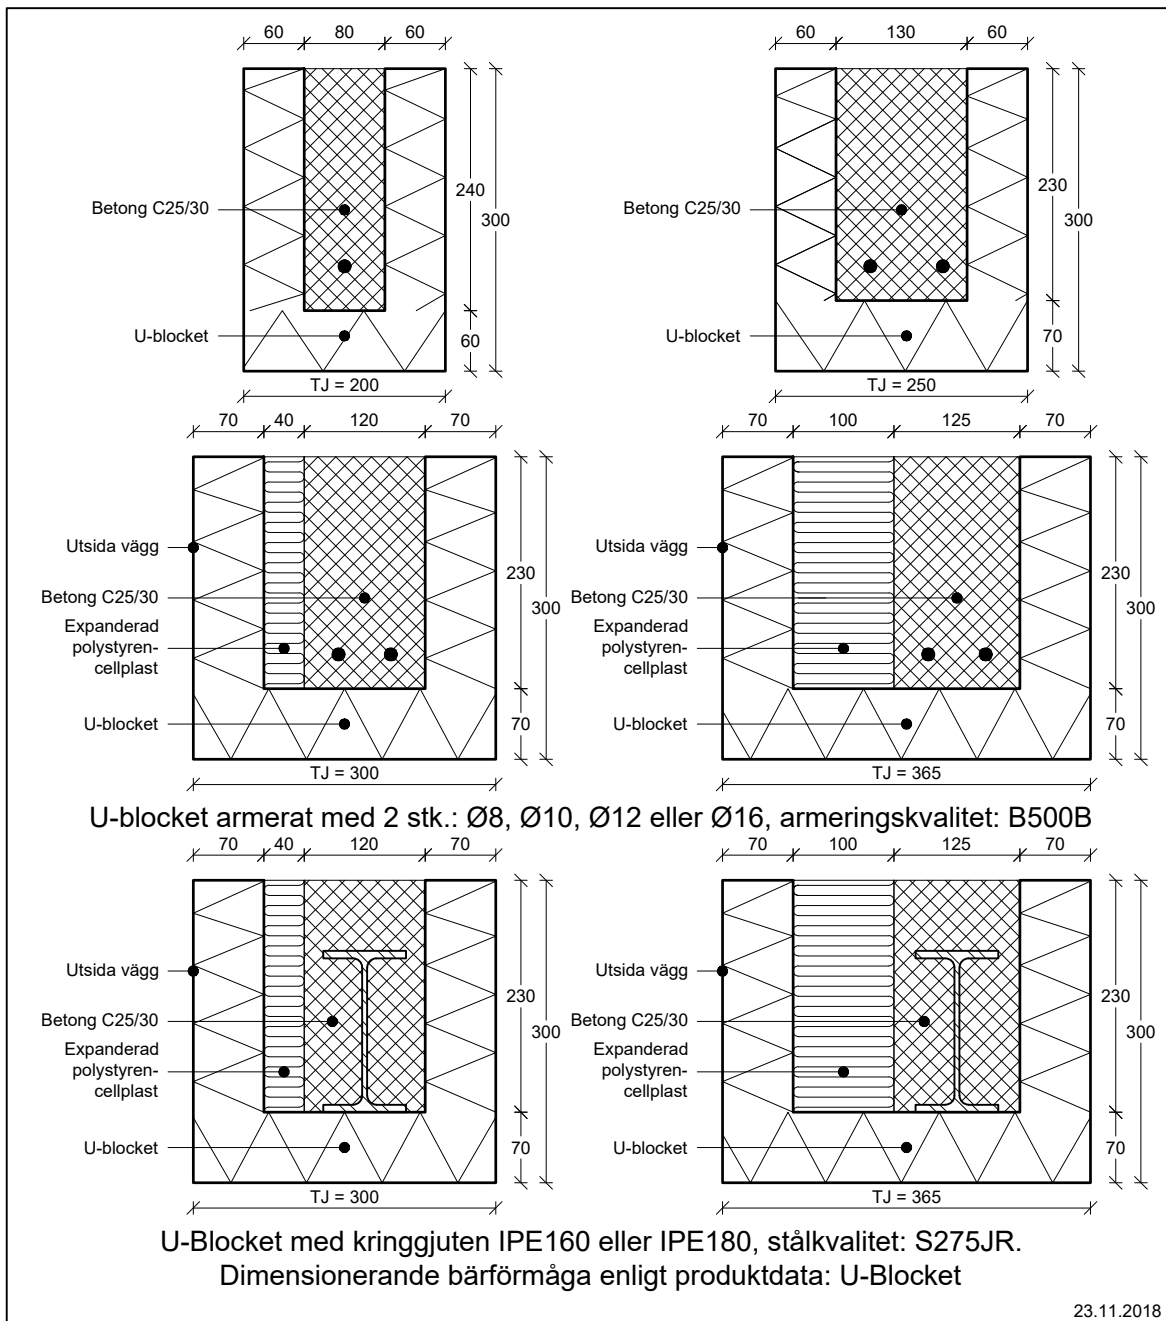 60 80 60
60 130 60
Betong C25/30
240
300
Betong C25/30
230
300
U-blocket
60
U-blocket
70
TJ = 200
TJ = 250
70 40 120 70
70 100 125 70
Utsida vägg
Betong C25/30
Expanderad
polystyren-
cellplast
230
300
U-blocket
70
TJ = 300
Utsida vägg
Betong C25/30
Expanderad
polystyren-
cellplast
230
300
U-blocket
70
TJ = 365
U-blocket armerat med 2 stk.: Ø8, Ø10, Ø12 eller Ø16, armeringskvalitet: B500B
70 40 120 70
70 100 125 70
Utsida vägg
Betong C25/30
Expanderad
polystyren-
cellplast
230
300
U-blocket
70
TJ = 300
Utsida vägg
Betong C25/30
Expanderad
polystyren-
cellplast
230
300
U-blocket
70
TJ = 365
U-Blocket med kringgjuten IPE160 eller IPE180, stålkvalitet: S275JR.
Dimensionerande bärförmåga enligt produktdata: U-Blocket
23.11.2018